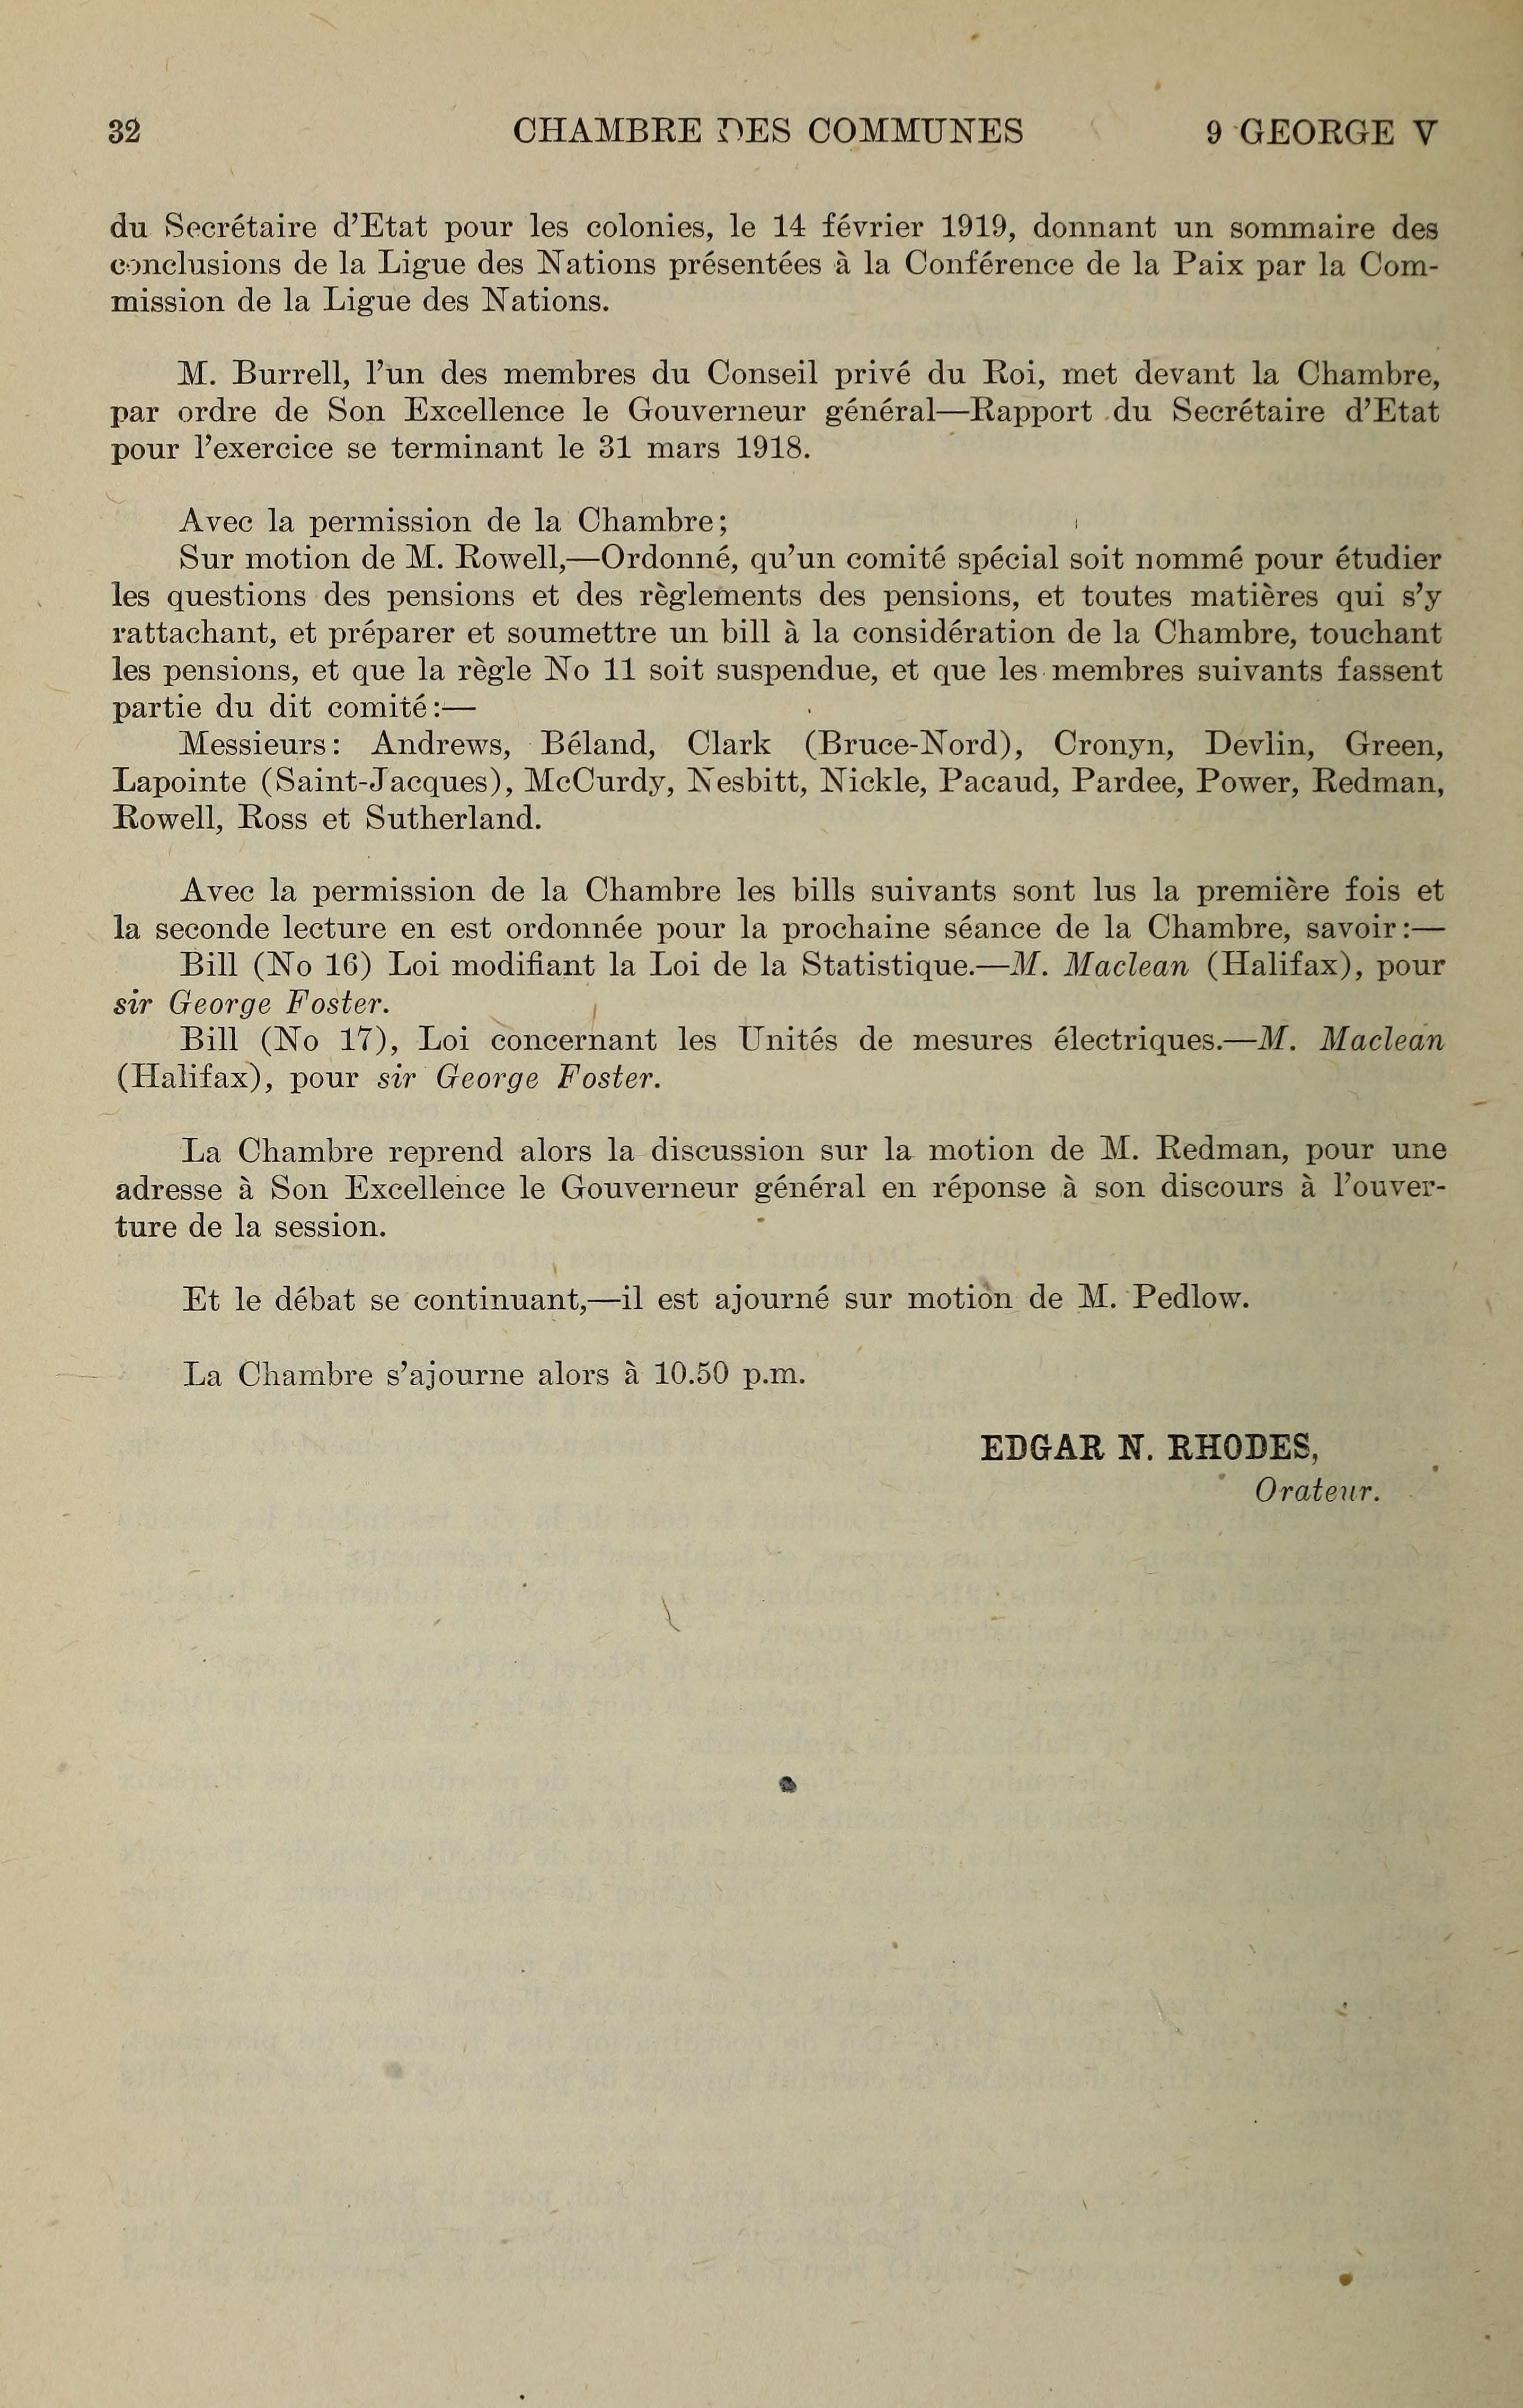 32 CHAMBRE DES COMMUNES 9 GEORGE V
du Secrétaire d'Etat pour les colonies, le 14 février 1919, donnant un sommaire des
conclusions de la Ligue des Nations présentées à la Conférence de la Paix par la Com-
mission de la Ligue des Nations.
M. Burrell, l'un des membres du Conseil privé du Roi, met devant la Chambre,
par ordre de Son Excellence le Gouverneur général—Rapport du Secrétaire d'Etat
pour l'exercice se terminant le 31 mars 1918.
Avec la permission de la Chambre;
Sur motion de M. Rowell,—Ordonné, qu'un comité spécial soit nommé pour étudier
les questions des pensions et des règlements des pensions, et toutes matières qui s'y
rattachant, et préparer et soumettre un bill à la considération de la Chambre, touchant
les pensions, et que la règle No 11 soit suspendue, et que les membres suivants fassent
partie du dit comité:—
Messieurs: Andrews, Béland, Clark (Bruce-Nord), Cronyn, Devlin, Green,
Lapointe (Saint-Jacques), McCurdy, Nesbitt, Nickle, Pacaud, Pardee, Power, Redman,
Rowell, Ross et Sutherland.
Avec la permission de la Chambre les bills suivants sont lus la première fois et
la seconde lecture en est ordonnée pour la prochaine séance de la Chambre, savoir:—
Bill (No 16) Loi modifiant la Loi de la Statistique.—M. Maclean (Halifax), pour
sir George Foster.
Bill (No 17), Loi concernant les Unités de mesures électriques.—M. Maclean
(Halifax), pour sir George Foster.
La Chambre reprend alors la discussion sur la motion de M. Redman, pour une
adresse à Son Excellence le Gouverneur général en réponse à son discours à l'ouver-
ture de la session.
Et le débat se continuant,—il est ajourné sur motion de M. Pedlow.
La Chambre s'ajourne alors à 10.50 p.m.
EDGAR N. RHODES,
Orateur.